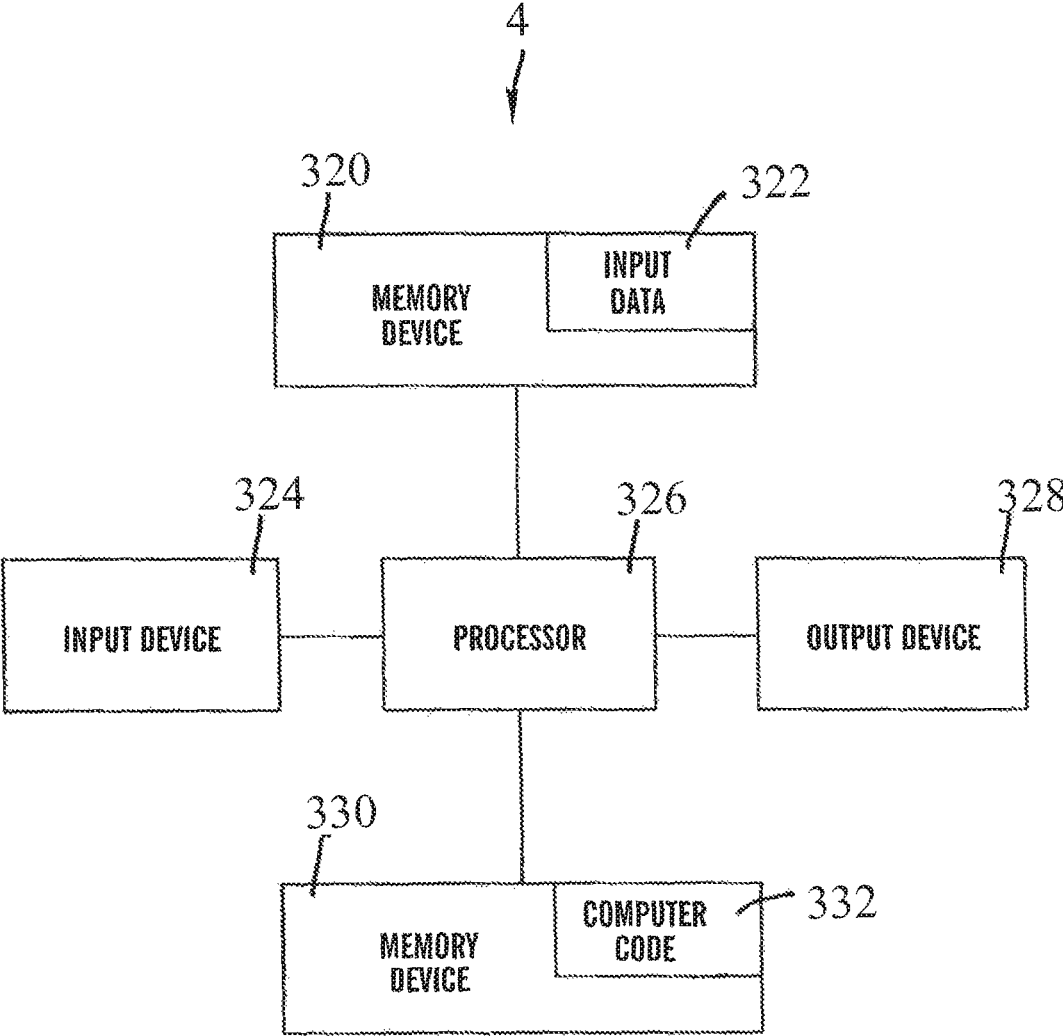 4
320
322
INPUT
DATA
MEMORY
DEVICE
324
326
328
INPUT DEVICE
PROCESSOR
OUTPUT DEVICE
330
332
COMPUTER
CODE
MEMORY
DEVICE